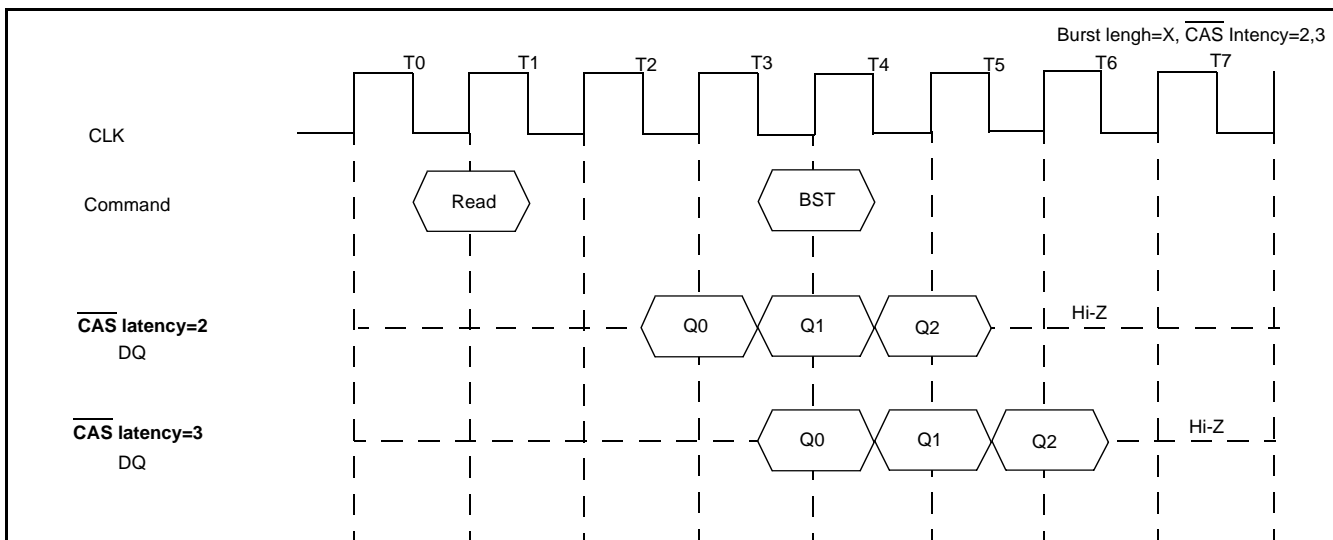 Burst lengh=X, CAS lntency=2,3
T0 T1 T2 T3 T4 T5 T6 T7
CLK
Command Read BST
CAS latency=2
DQ
Q0 Q1 Q2 Hi-Z
CAS latency=3
DQ
Q0 Q1 Q2 Hi-Z